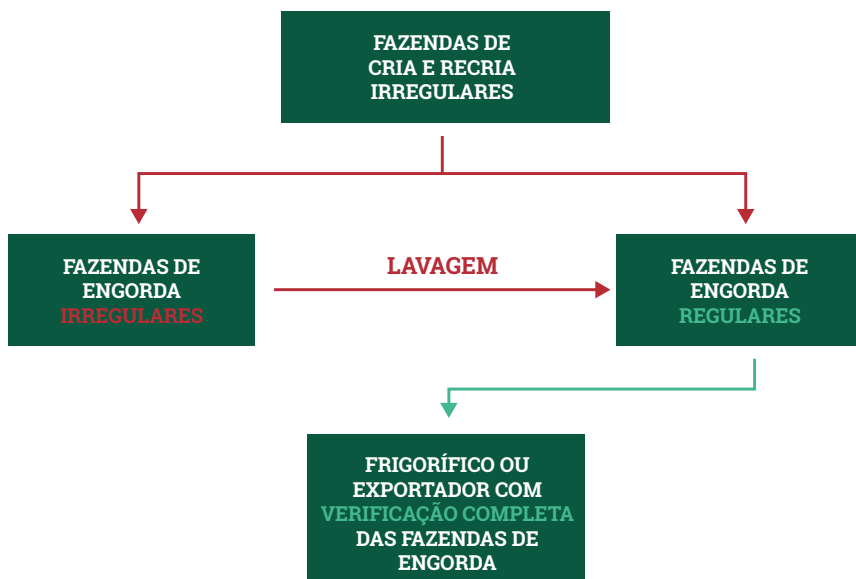 FAZENDAS DE
CRIA E RECRIA
IRREGULARES
FAZENDAS DE
ENGORDA
IRREGULARES
LAVAGEM
FAZENDAS DE
ENGORDA
REGULARES
FRIGORÍFICO OU
EXPORTADOR COM
VERIFICAÇÃO COMPLETA
DAS FAZENDAS DE
ENGORDA